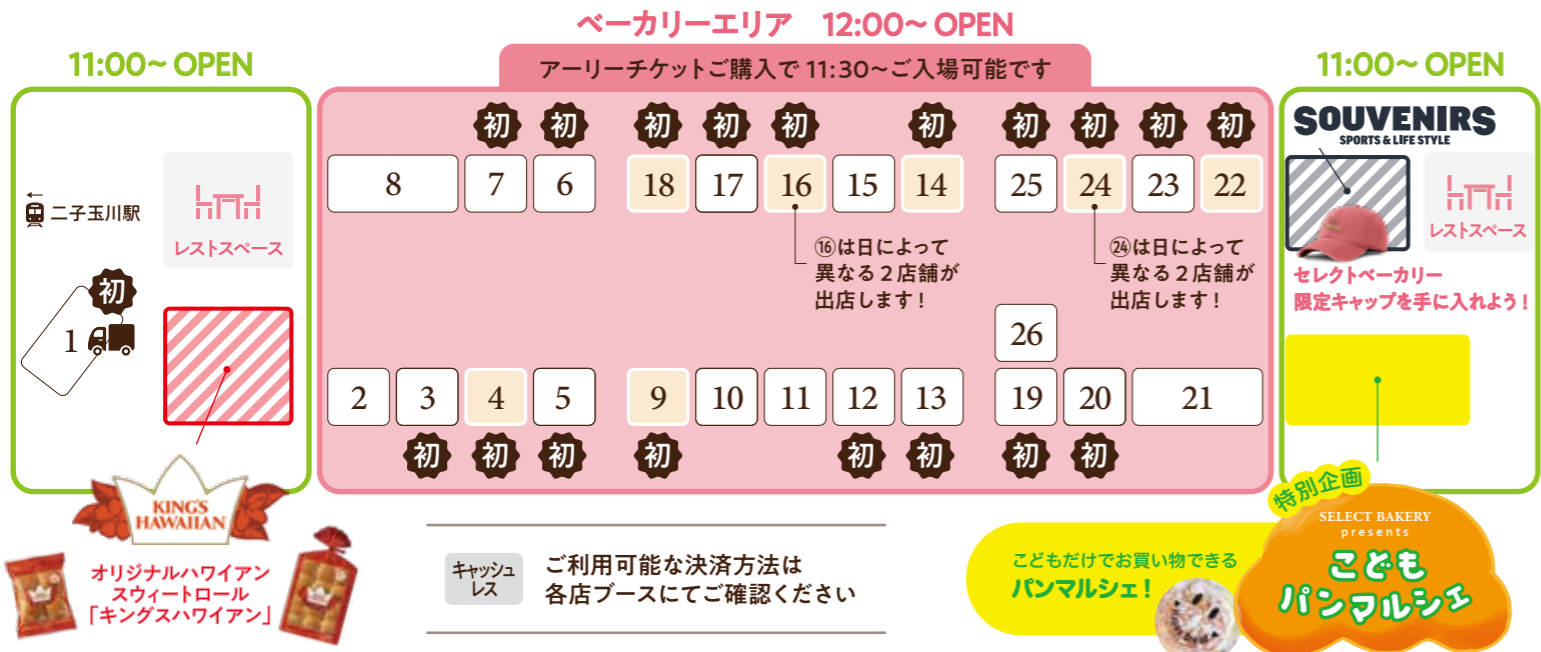 ベーカリーエリア 12:00〜 OPEN
アーリーチケットご購入で 11:30〜ご入場可能です
11:00〜 OPEN
←
二子玉川駅
レストスペース
初
1
KING'S
HAWAIIAN
オリジナルハワイアン
スウィートロール
「キングスハワイアン」
初 初 初 初 初 初 初 初 初 初
8 7 6 18 17 16 15 14 25 24 23 22
⑯は日によって
異なる2店舗が
出店します!
㉔は日によって
異なる2店舗が
出店します!
26
2 3 4 5 9 10 11 12 13 19 20 21
初 初 初 初 初 初 初 初
キャッシュ
レス
ご利用可能な決済方法は
各店ブースにてご確認ください
11:00〜 OPEN
SOUVENIRS
SPORTS & LIFE STYLE
レストスペース
セレクトベーカリー
限定キャップを手に入れよう!
こどもだけでお買い物できる
パンマルシェ!
特別企画
SELECT BAKERY
presents
こども
パンマルシェ